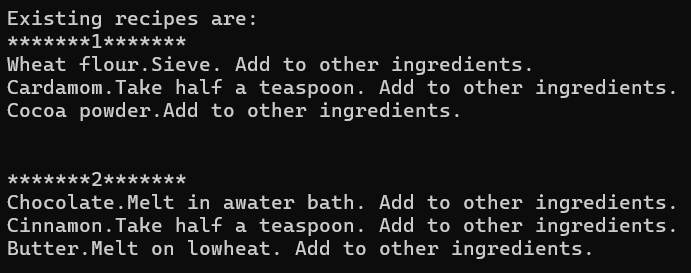 Existing recipes are:
*******1*******
Wheat flour.Sieve. Add to other ingredients.
Cardamom.Take half a teaspoon. Add to other ingredients.
Cocoa powder.Add to other ingredients.
*******2*******
Chocolate.Melt in awater bath. Add to other ingredients.
Cinnamon.Take half a teaspoon. Add to other ingredients.
Butter.Melt on lowheat. Add to other ingredients.